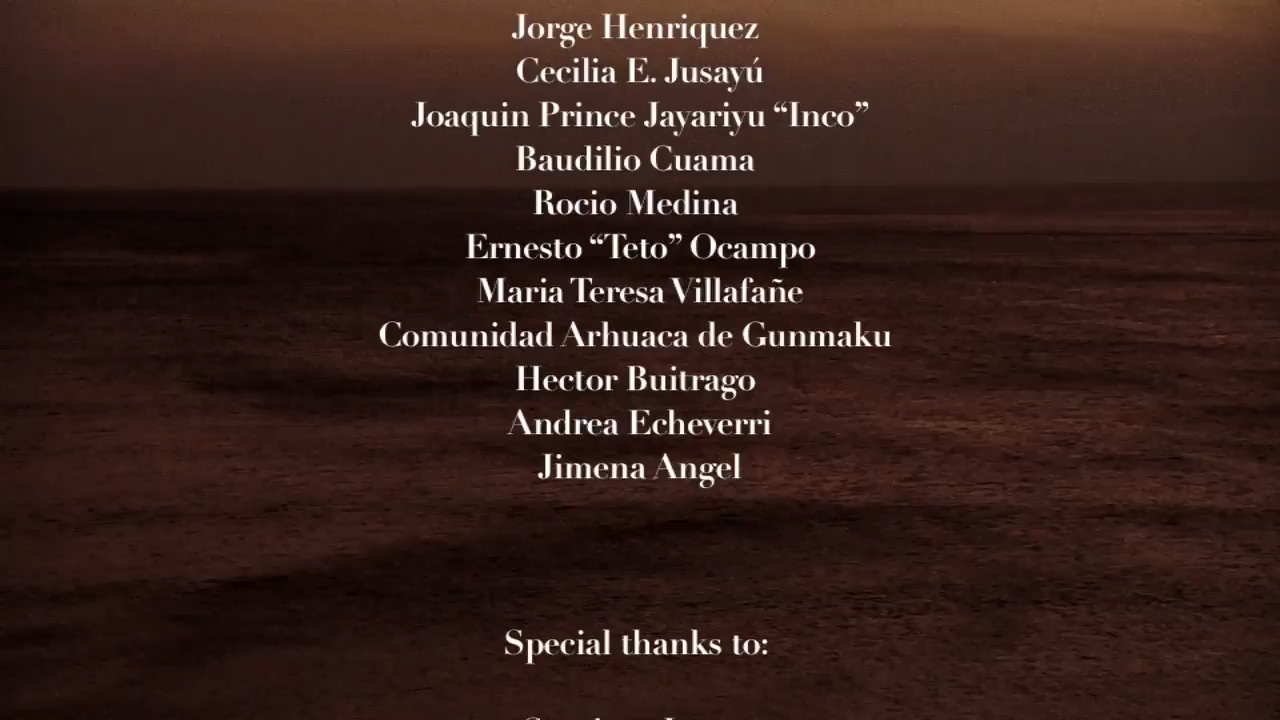 Jorge Henriquez
Cecilia E. Jusayú
Joaquin Prince Jayariyu “Inco”
Baudilio Cuama
Rocio Medina
Ernesto “Teto” Ocampo
Maria Teresa Villafañe
Comunidad Arhuaca de Gunmaku
Hector Buitrago
Andrea Echeverri
Jimena Angel
Special thanks to: